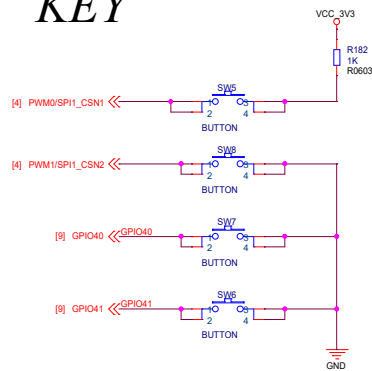 KEY
VCC_3V3
R182
1K
R0603
SW5
[4] PWM0/SPI1_CSN1
1 3
2 4
BUTTON
SW8
[4] PWM1/SPI1_CSN2
1 3
2 4
BUTTON
SW7
[9] GPIO40 GPIO40
1 3
2 4
BUTTON
SW6
[9] GPIO41 GPIO41
1 3
2 4
BUTTON
GND